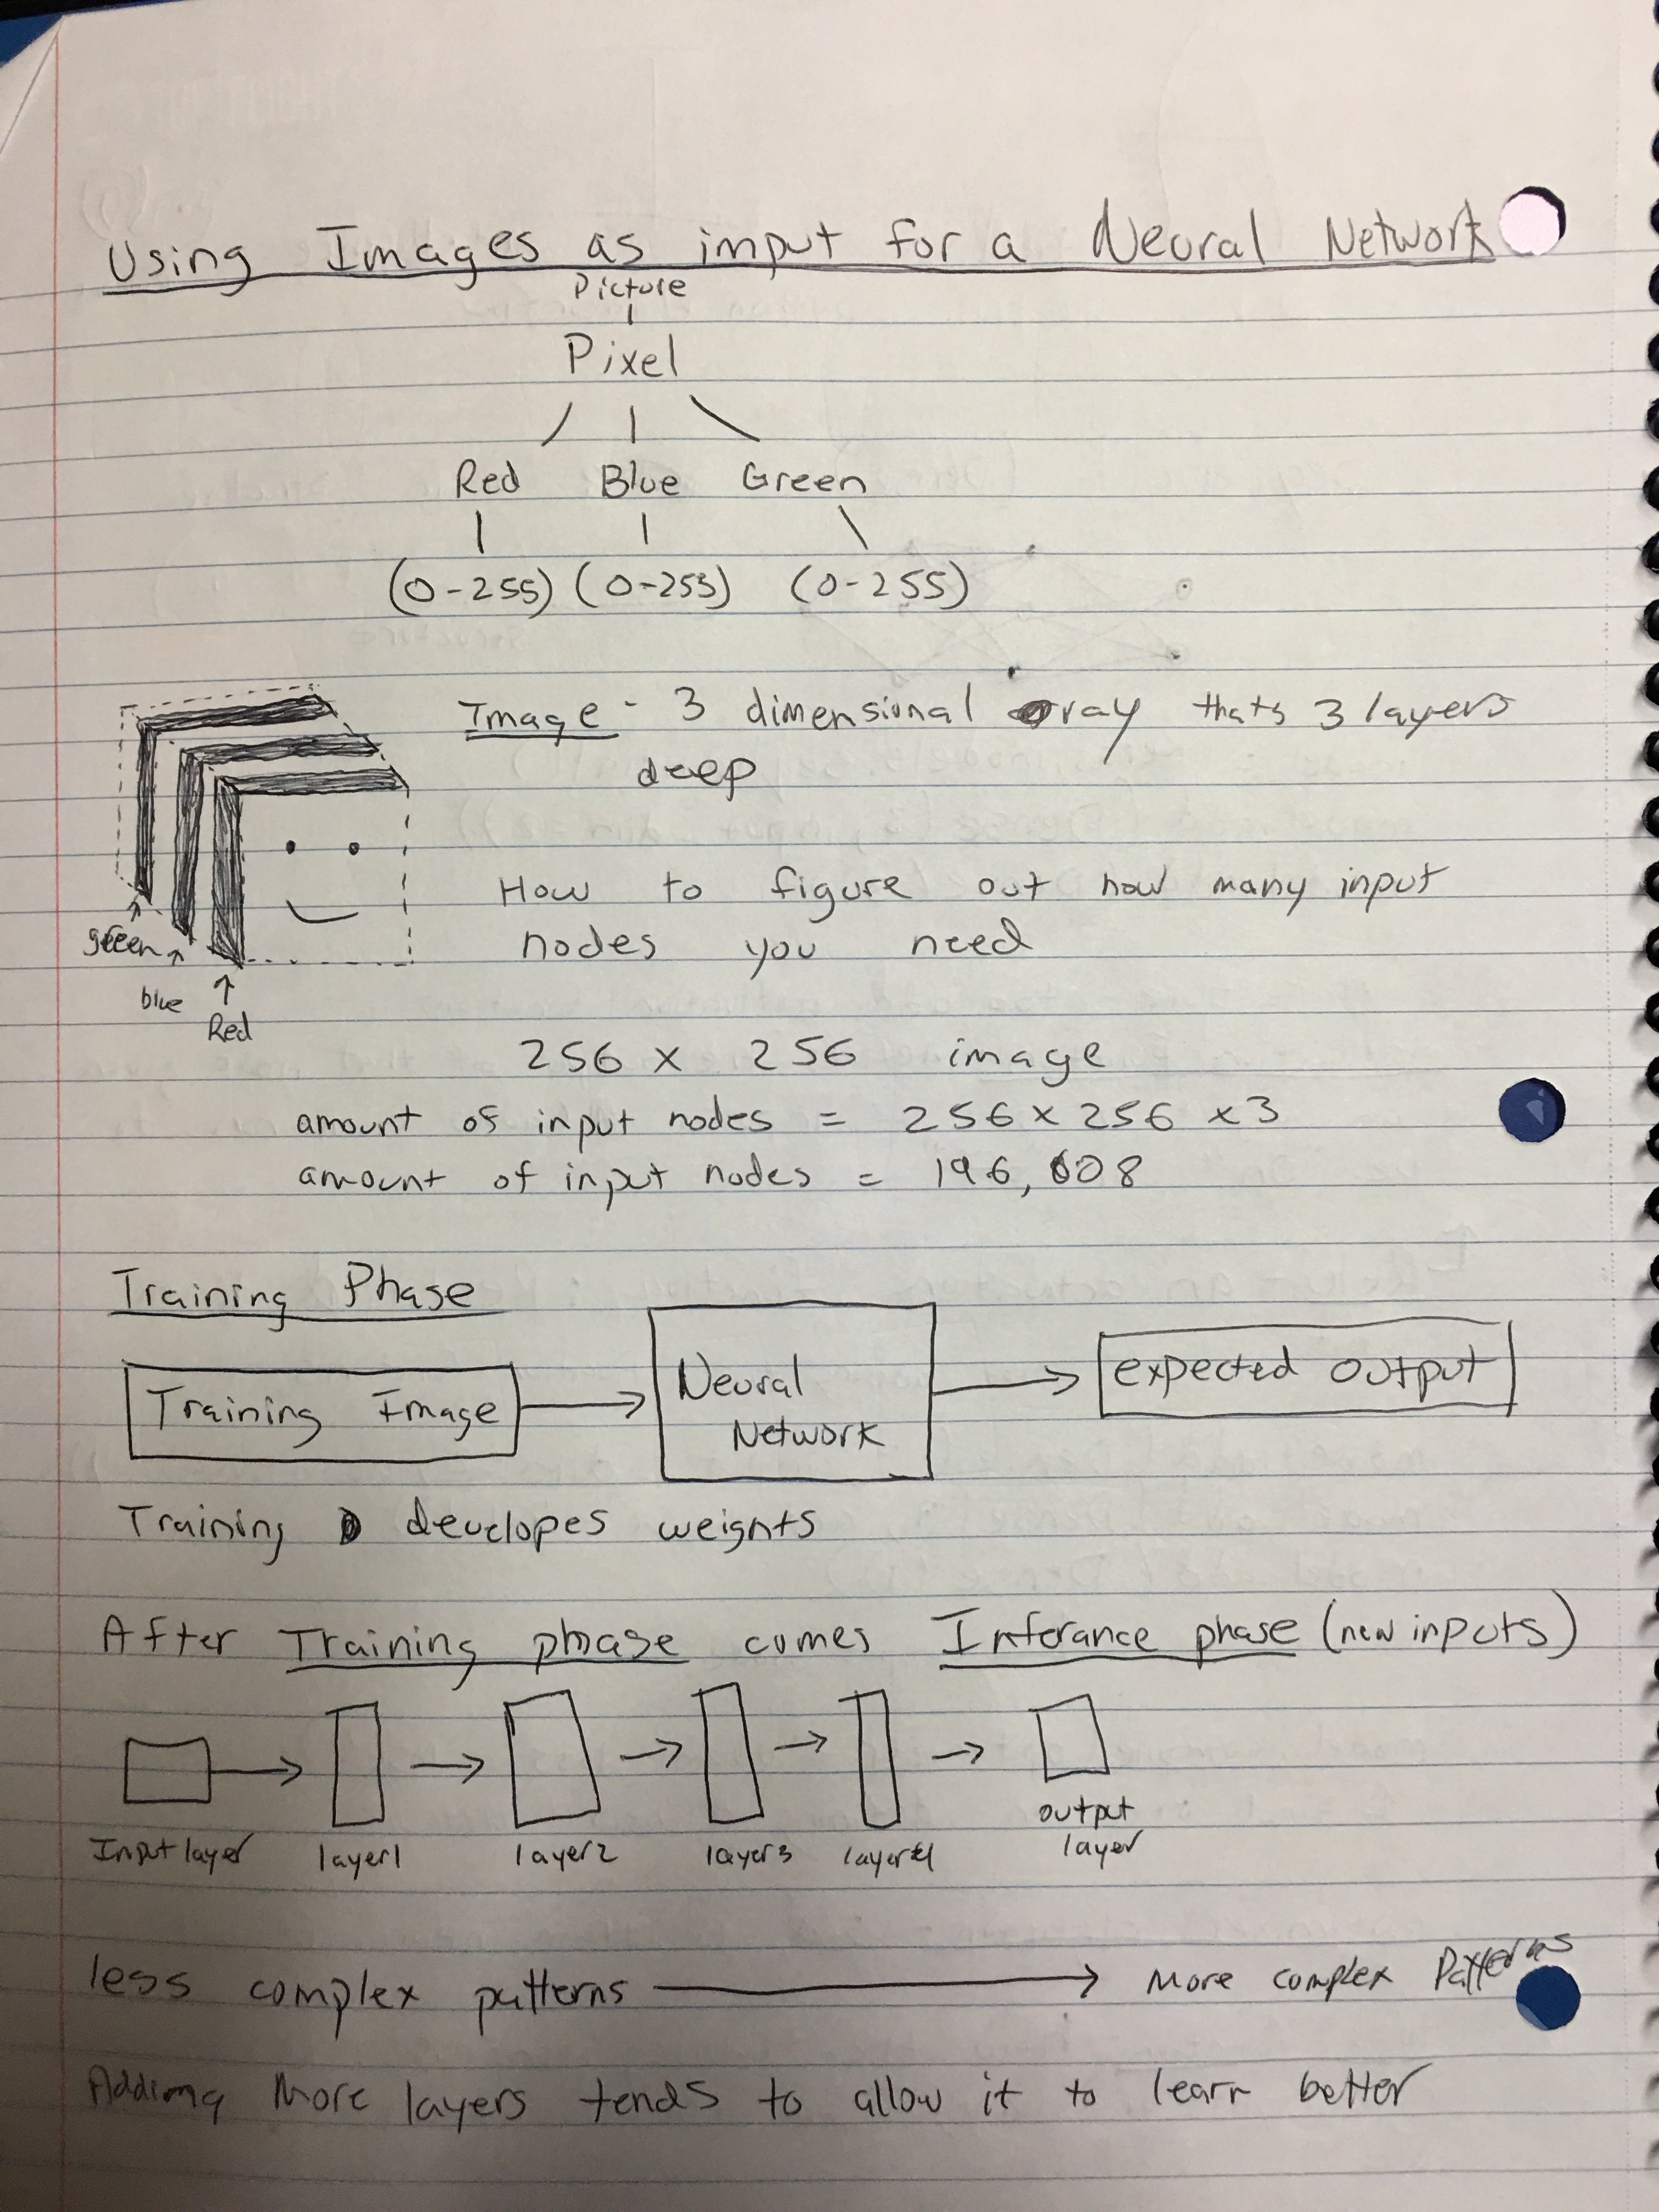 Using Images as input for a Neural Network
Picture
Pixel
Red Blue Green
(0-255) (0-255) (0-255)
Image - 3 dimensional array thats 3 layers
deep
How to figure out how many input
nodes you need
green
blue
Red
256 x 256 image
amount of input nodes = 256 x 256 x 3
amount of input nodes = 196,608
Training Phase
Training Image
Neural
Network
expected output
Training developes weights
After Training phase comes Inferance phase (new inputs)
Input layer layer1 layer2 layer3 layer4 output
layer
less complex patterns → More complex Patterns
Adding More layers tends to allow it to learn better